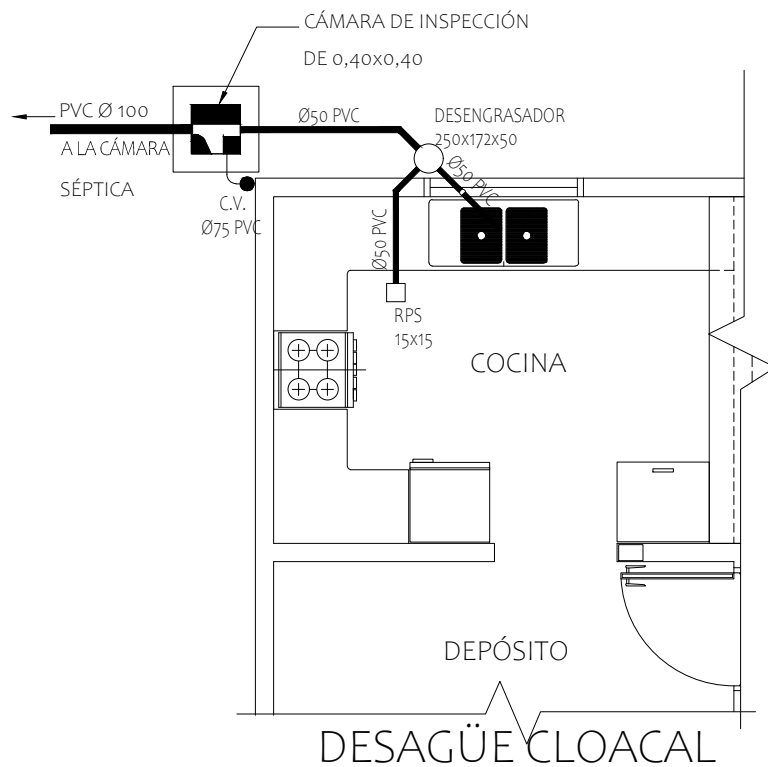 CÁMARA DE INSPECCIÓN
DE 0,40x0,40
PVC Ø 100
Ø50 PVC
DESENGRASADOR
250x172x50
A LA CÁMARA
SÉPTICA
Ø50 PVC
C.V.
Ø75 PVC
Ø50 PVC
RPS
15x15
COCINA
DEPÓSITO
DESAGÜE CLOACAL